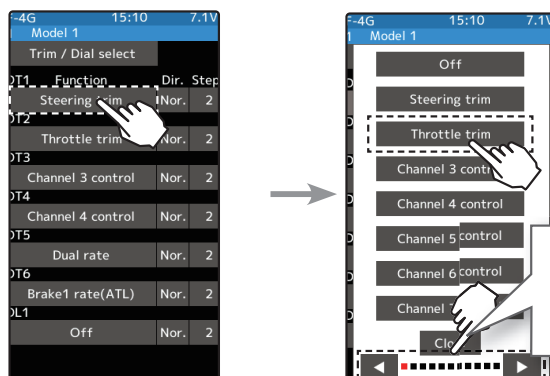 F-4G 15:10 7.1V
Model 1
Trim / Dial select
DT1 Function Dir. Step
Steering trim Nor. 2
DT2
Throttle trim Nor. 2
DT3
Channel 3 control Nor. 2
DT4
Channel 4 control Nor. 2
DT5
Dual rate Nor. 2
DT6
Brake1 rate(ATL) Nor. 2
DL1
Off Nor. 2
F-4G 15:10 7.1V
1 Model 1
Off
Steering trim
Throttle trim
Channel 3 contr
Channel 4 control
Channel 5 control
Channel 6 control
Channel
Clo